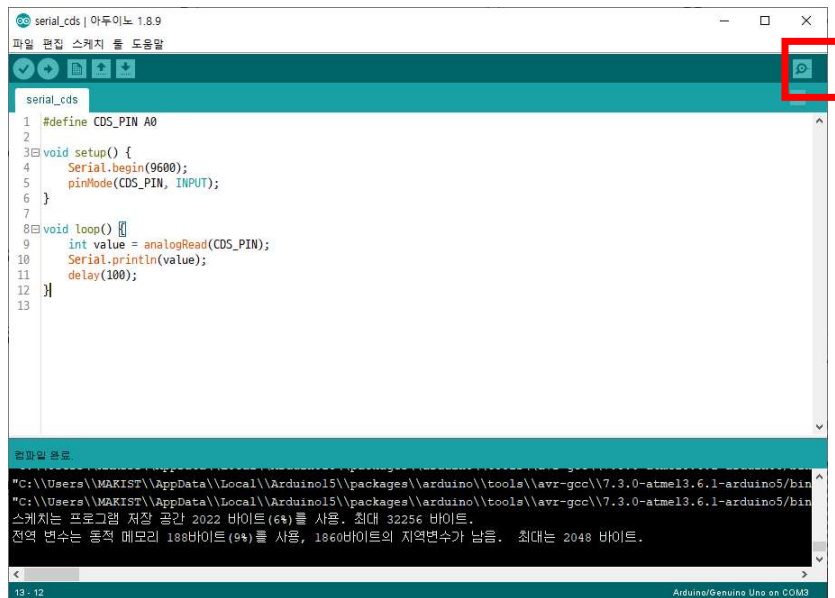 serial_cds | 아두이노 1.8.9
파일 편집 스케치 툴 도움말
serial_cds
1 #define CDS_PIN A0
2
3 void setup() {
4     Serial.begin(9600);
5     pinMode(CDS_PIN, INPUT);
6 }
7
8 void loop() {
9     int value = analogRead(CDS_PIN);
10     Serial.println(value);
11     delay(100);
12 }
13
컴파일 완료.
"C:\\Users\\MAKIST\\AppData\\Local\\Arduino15\\packages\\arduino\\tools\\avr-gcc\\7.3.0-atmel3.6.1-arduino5/bin
"C:\\Users\\MAKIST\\AppData\\Local\\Arduino15\\packages\\arduino\\tools\\avr-gcc\\7.3.0-atmel3.6.1-arduino5/bin
스케치는 프로그램 저장 공간 2022 바이트(6%)를 사용. 최대 32256 바이트.
전역 변수는 동적 메모리 188바이트(9%)를 사용, 1860바이트의 지역변수가 남음.  최대는 2048 바이트.
13 - 12
Arduino/Genuino Uno on COM3